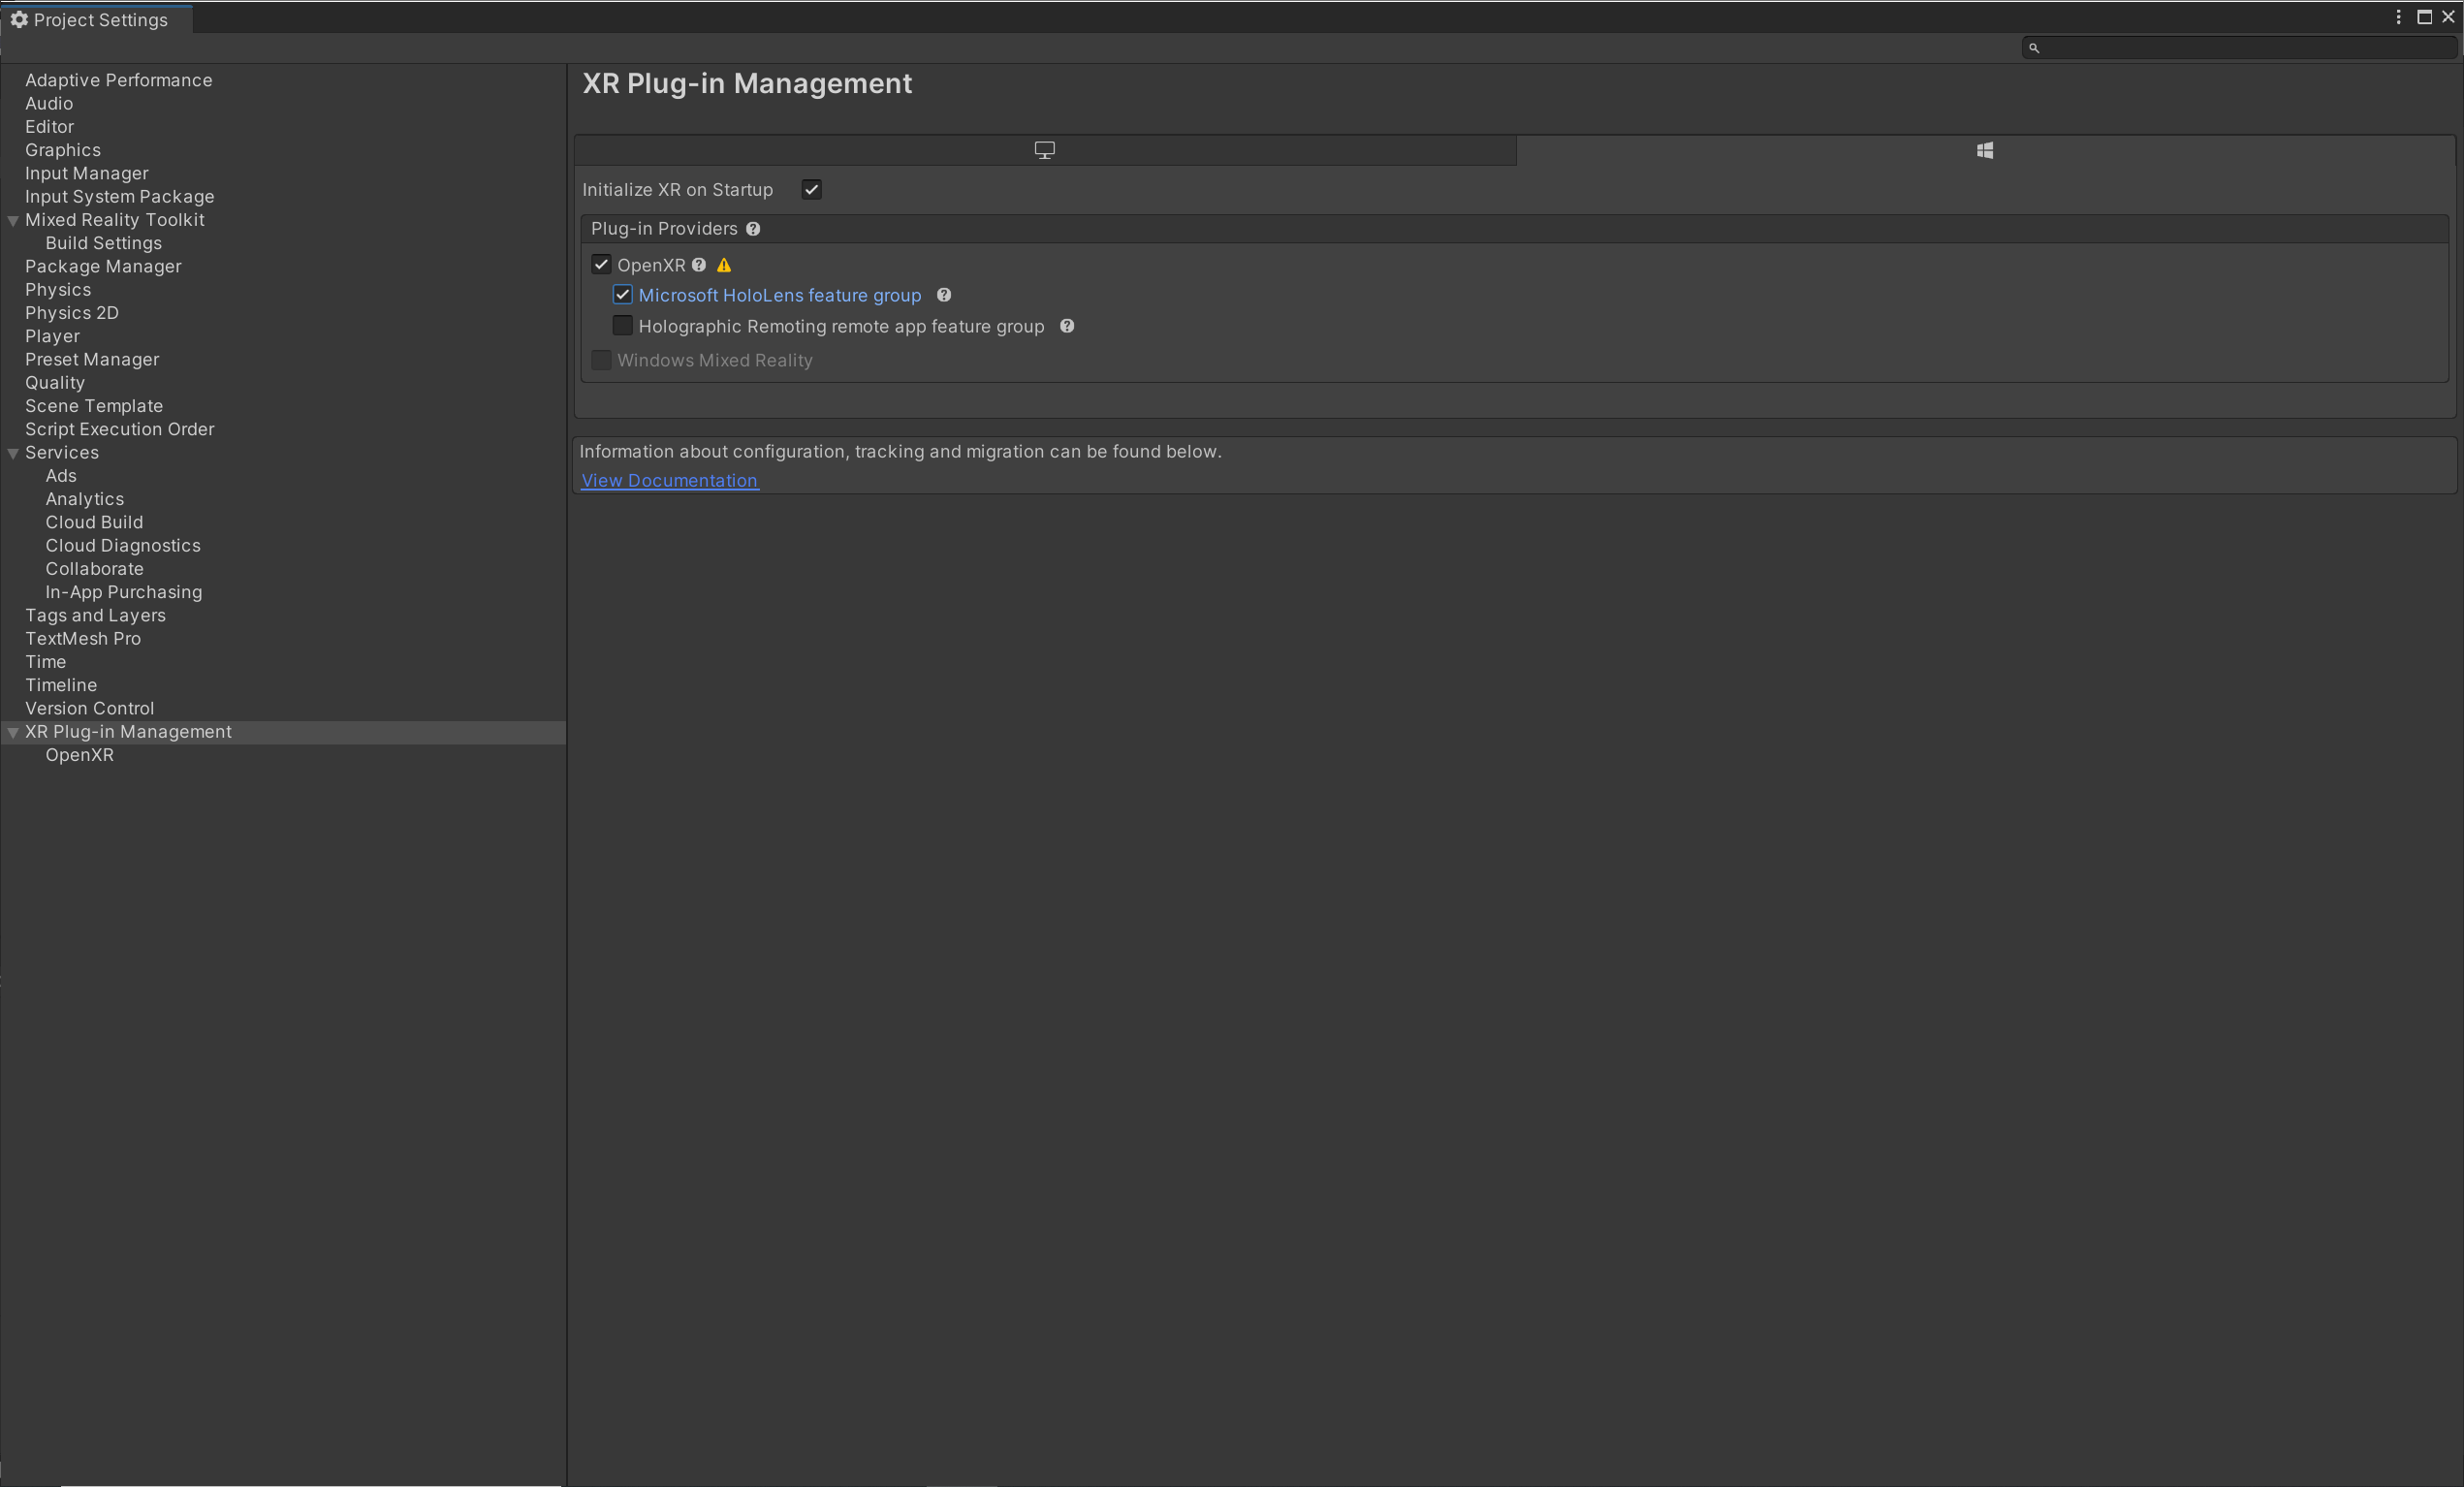 Project Settings
Adaptive Performance
Audio
Editor
Graphics
Input Manager
Input System Package
Mixed Reality Toolkit
Build Settings
Package Manager
Physics
Physics 2D
Player
Preset Manager
Quality
Scene Template
Script Execution Order
Services
Ads
Analytics
Cloud Build
Cloud Diagnostics
Collaborate
In-App Purchasing
Tags and Layers
TextMesh Pro
Time
Timeline
Version Control
XR Plug-in Management
OpenXR
XR Plug-in Management
Initialize XR on Startup
Plug-in Providers
OpenXR
Microsoft HoloLens feature group
Holographic Remoting remote app feature group
Windows Mixed Reality
Information about configuration, tracking and migration can be found below.
View Documentation